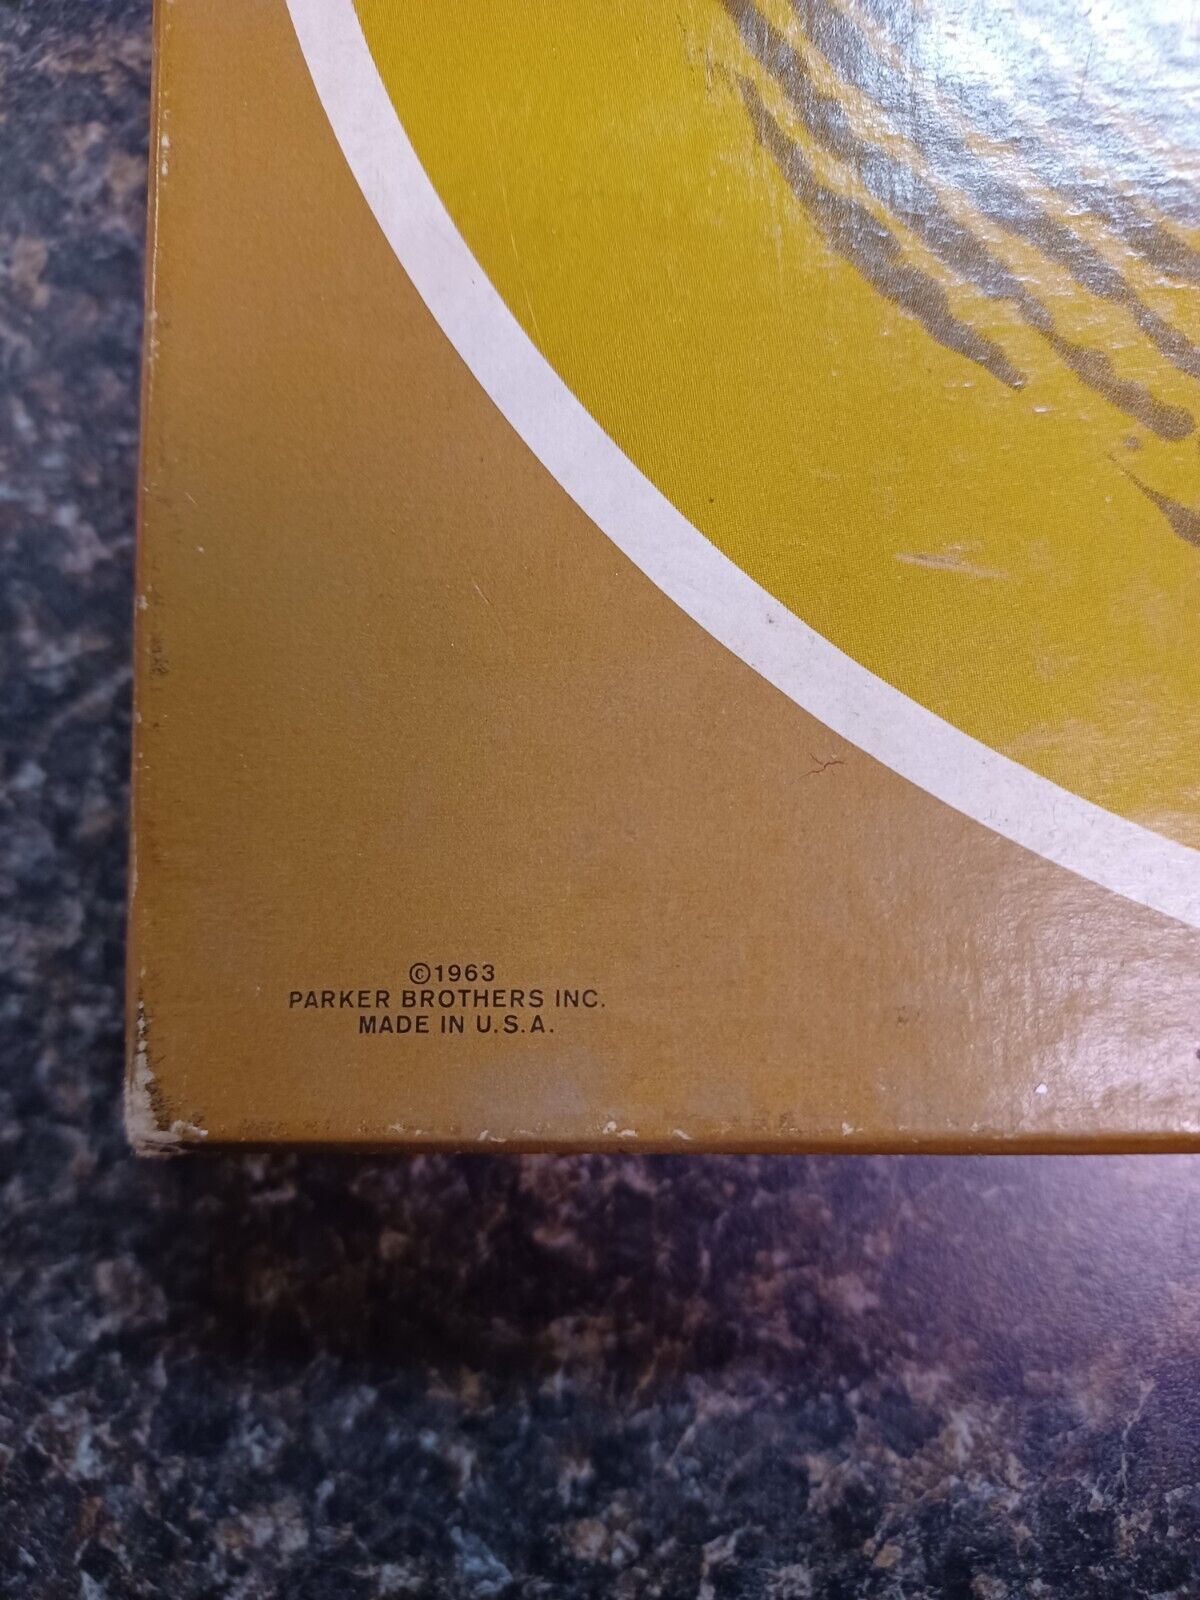 ©1963
PARKER BROTHERS INC.
MADE IN U.S.A.